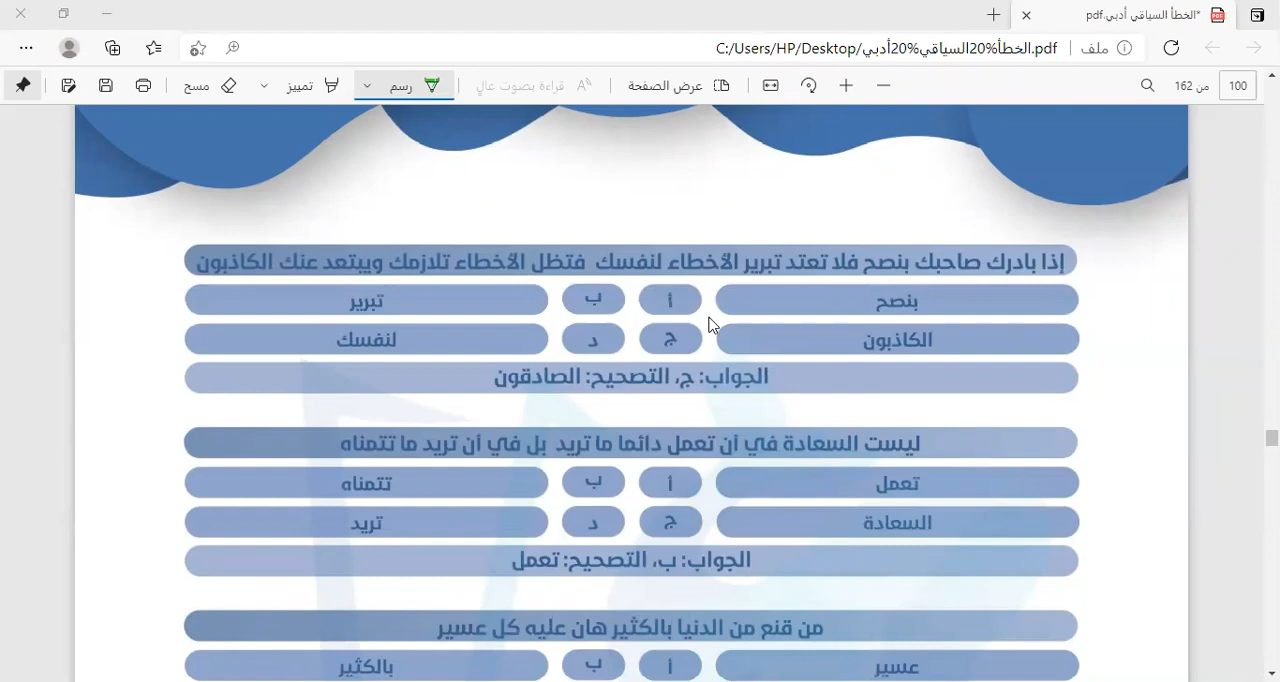 *الخطأ السياقي أدبي.pdf
ملف C:/Users/HP/Desktop/الخطأ%20السياقي%20أدبي.pdf
100 من 162 عرض الصفحة قراءة بصوت عالٍ رسم تمييز مسح
إذا بادرك صاحبك بنصح فلا تعتد تبرير الأخطاء لنفسك فتظل الأخطاء تلازمك ويبتعد عنك الكاذبون
بنصح أ ب تبرير
الكاذبون ج د لنفسك
الجواب: ج، التصحيح: الصادقون
ليست السعادة في أن تعمل دائما ما تريد بل في أن تريد ما تتمناه
تعمل أ ب تتمناه
السعادة ج د تريد
الجواب: ب، التصحيح: تعمل
من قنع من الدنيا بالكثير هان عليه كل عسير
عسير أ ب بالكثير